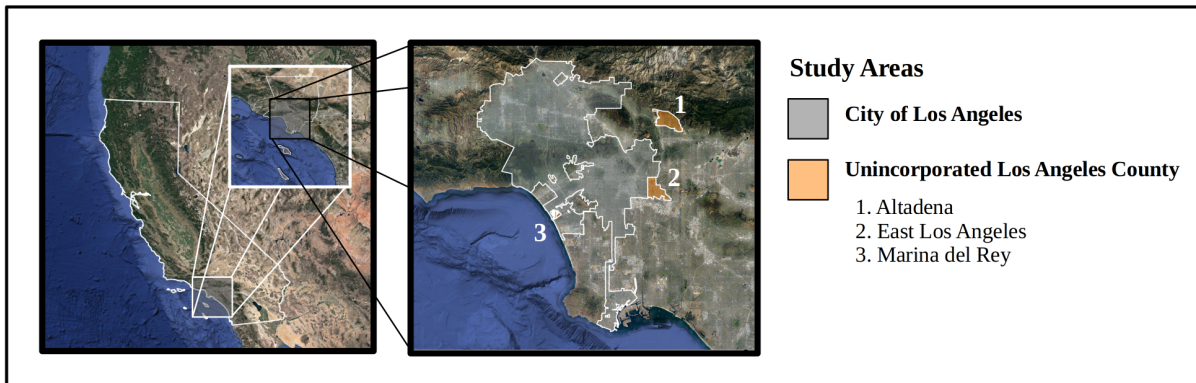 1
2
3
Study Areas
City of Los Angeles
Unincorporated Los Angeles County
1. Altadena
2. East Los Angeles
3. Marina del Rey